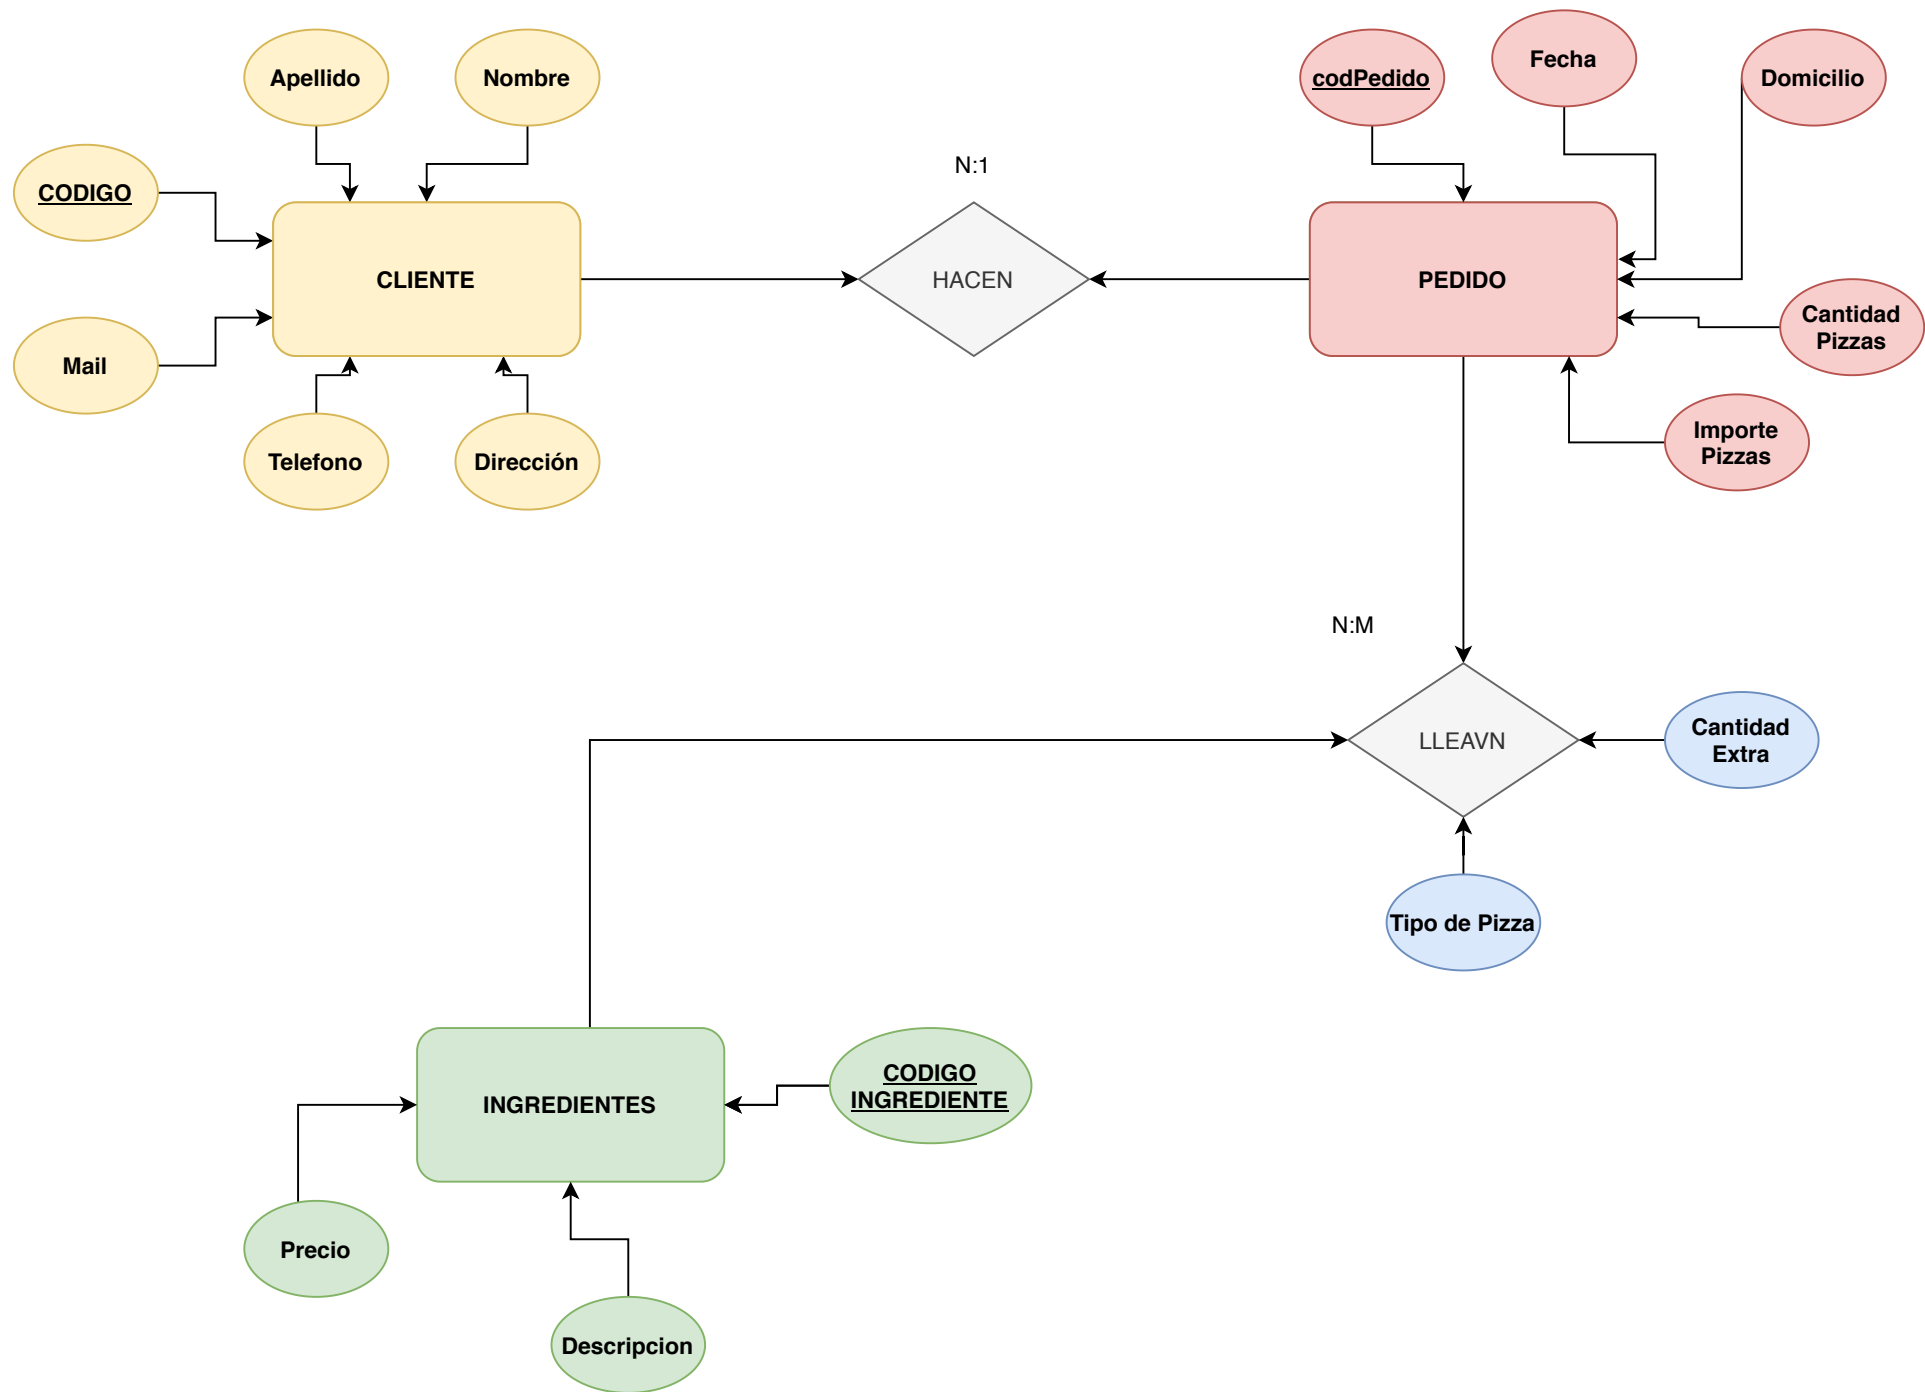 Apellido
Nombre
codPedido
Fecha
Domicilio
CODIGO
N:1
CLIENTE
HACEN
PEDIDO
Cantidad
Pizzas
Mail
Telefono
Dirección
Importe
Pizzas
N:M
LLEAVN
Cantidad
Extra
Tipo de Pizza
INGREDIENTES
CODIGO
INGREDIENTE
Precio
Descripcion